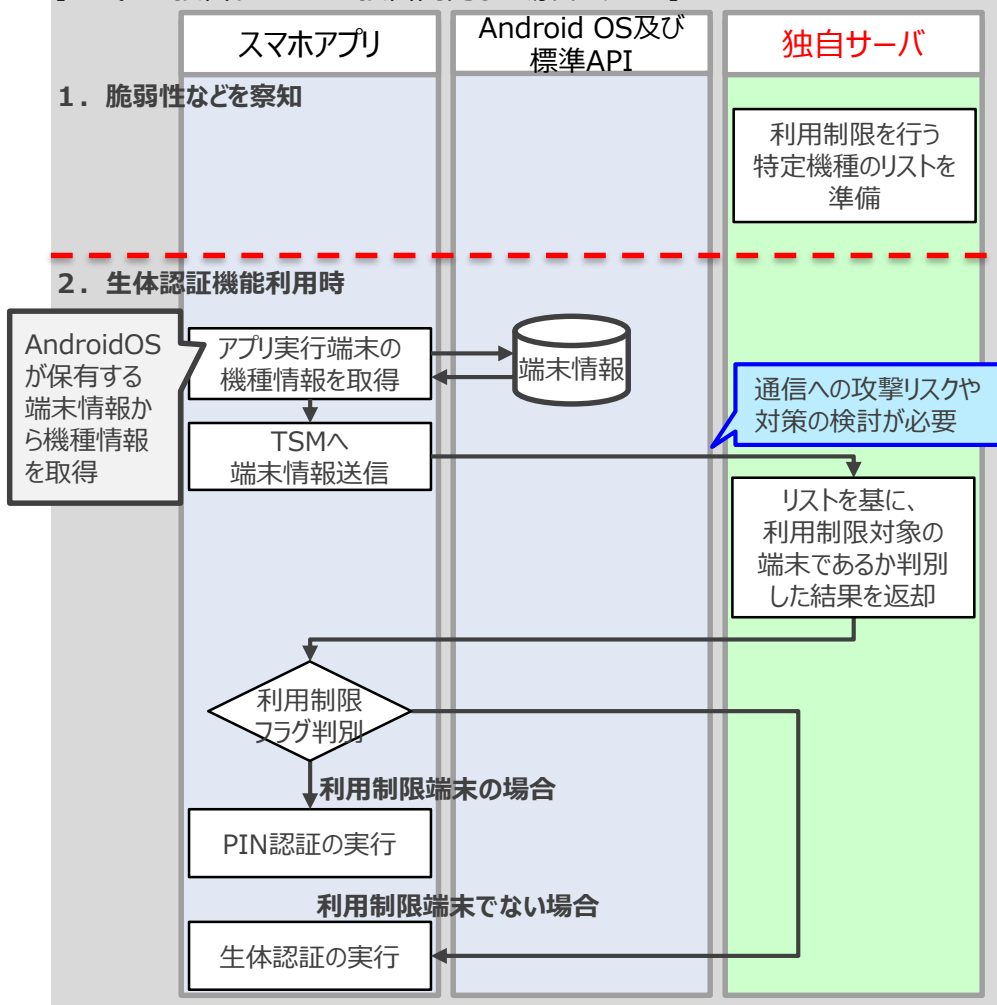 スマホアプリ
Android OS及び
標準API
独自サーバ
1. 脆弱性などを察知
利用制限を行う
特定機種のリストを
準備
2. 生体認証機能利用時
AndroidOS
が保有する
端末情報か
ら機種情報
を取得
アプリ実行端末の
機種情報を取得
端末情報
通信への攻撃リスクや
対策の検討が必要
TSMへ
端末情報送信
リストを基に、
利用制限対象の
端末であるか判別
した結果を返却
利用制限
フラグ判別
利用制限端末の場合
PIN認証の実行
利用制限端末でない場合
生体認証の実行